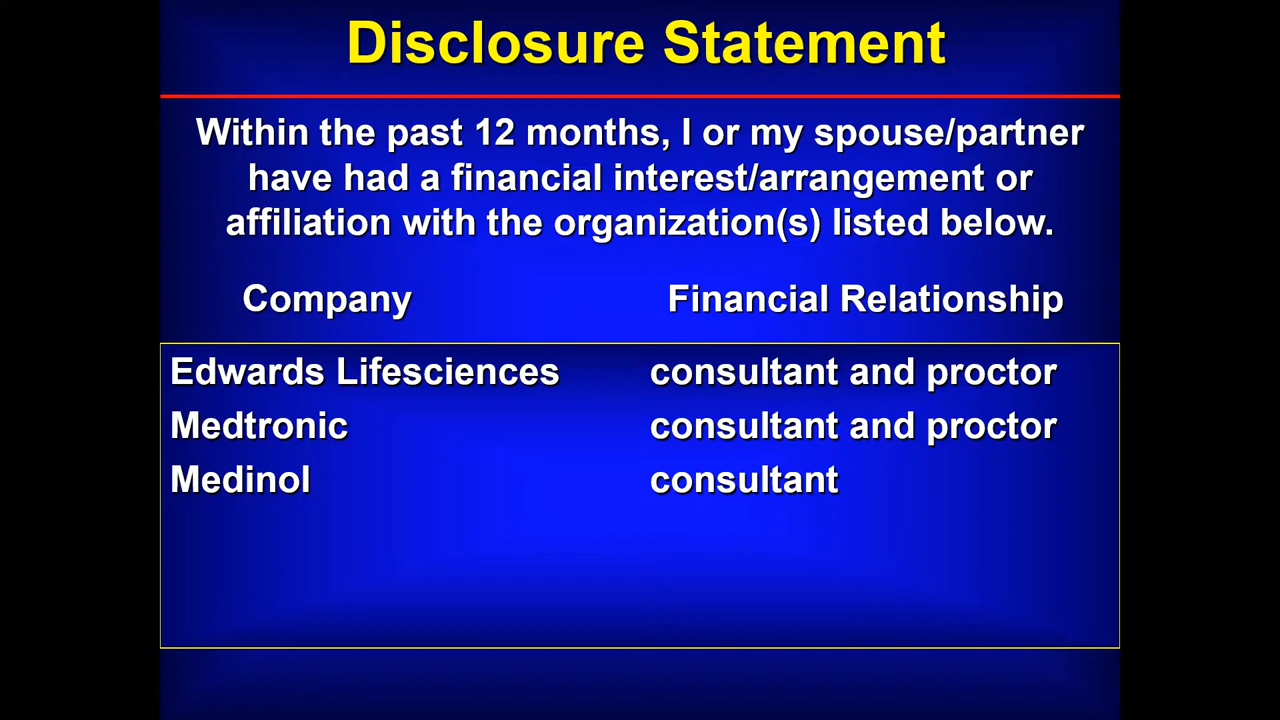 Disclosure Statement
Within the past 12 months, I or my spouse/partner
have had a financial interest/arrangement or
affiliation with the organization(s) listed below.
Company Financial Relationship
Edwards Lifesciences consultant and proctor
Medtronic consultant and proctor
Medinol consultant